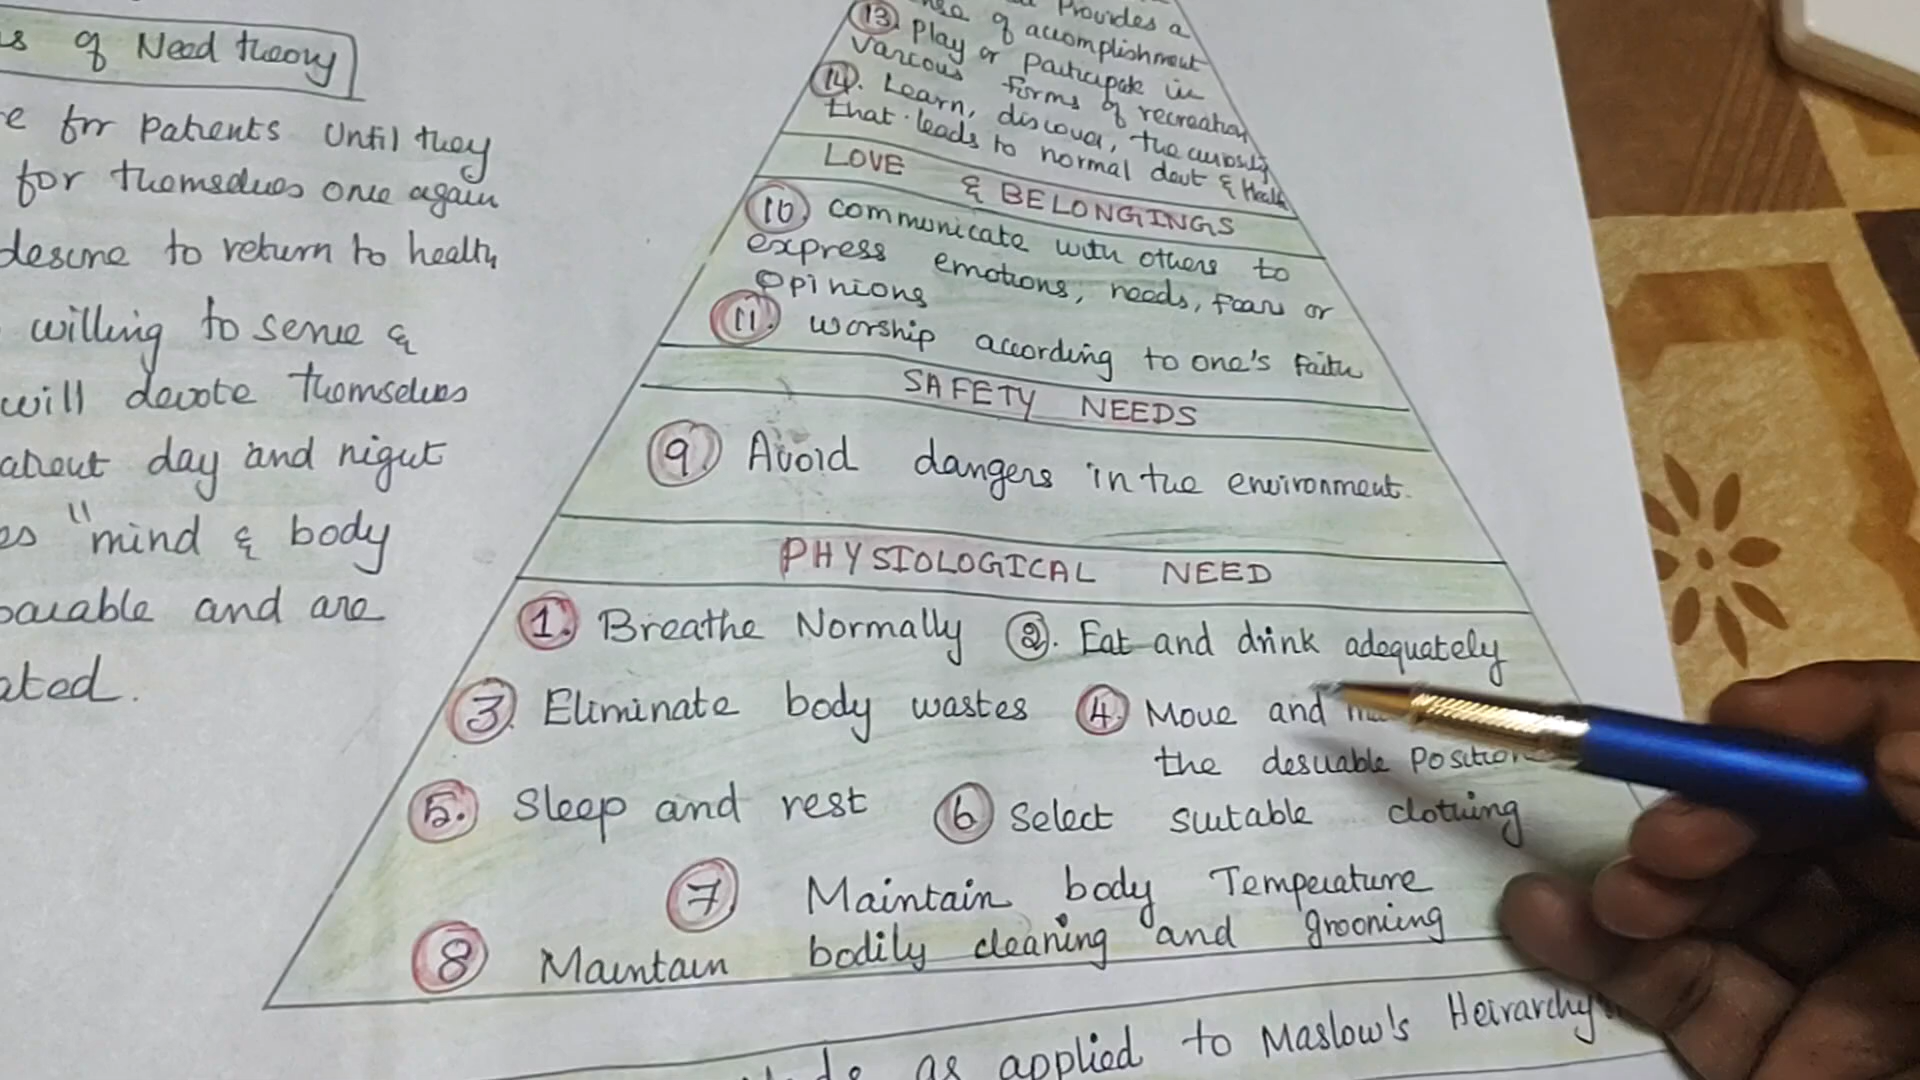 of Need theory
for patients Until they
for themselves once again
desire to return to health
willing to serve &
will devote themselves
about day and night
"mind & body
and are
Provides a
of accomplishment
13. Play or Participate in
various forms of recreation
14. Learn, discover, the curiosity
that leads to normal devt & Health
LOVE & BELONGINGS
10 communicate with others to
express emotions, needs, fears or
opinions
11. worship according to one's Faith
SAFETY NEEDS
9 Avoid dangers in the environment.
PHYSIOLOGICAL NEED
1. Breathe Normally 2. Eat and drink adequately
3. Eliminate body wastes 4. Move and
the desirable Position
5. Sleep and rest 6 Select suitable clothing
7 Maintain body Temperature
8 Maintain bodily cleaning and grooming
as applied to Maslow's Heirarchy